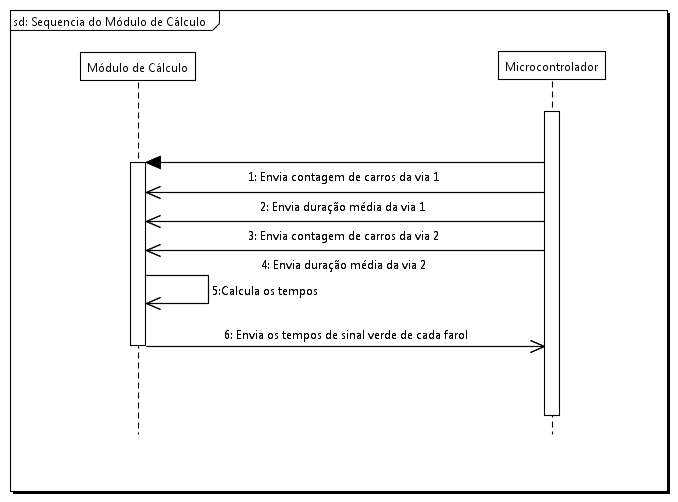 sd: Sequencia do Módulo de Cálculo
Módulo de Cálculo
Microcontrolador
1: Envia contagem de carros da via 1
2: Envia duração média da via 1
3: Envia contagem de carros da via 2
4: Envia duração média da via 2
5:Calcula os tempos
6: Envia os tempos de sinal verde de cada farol